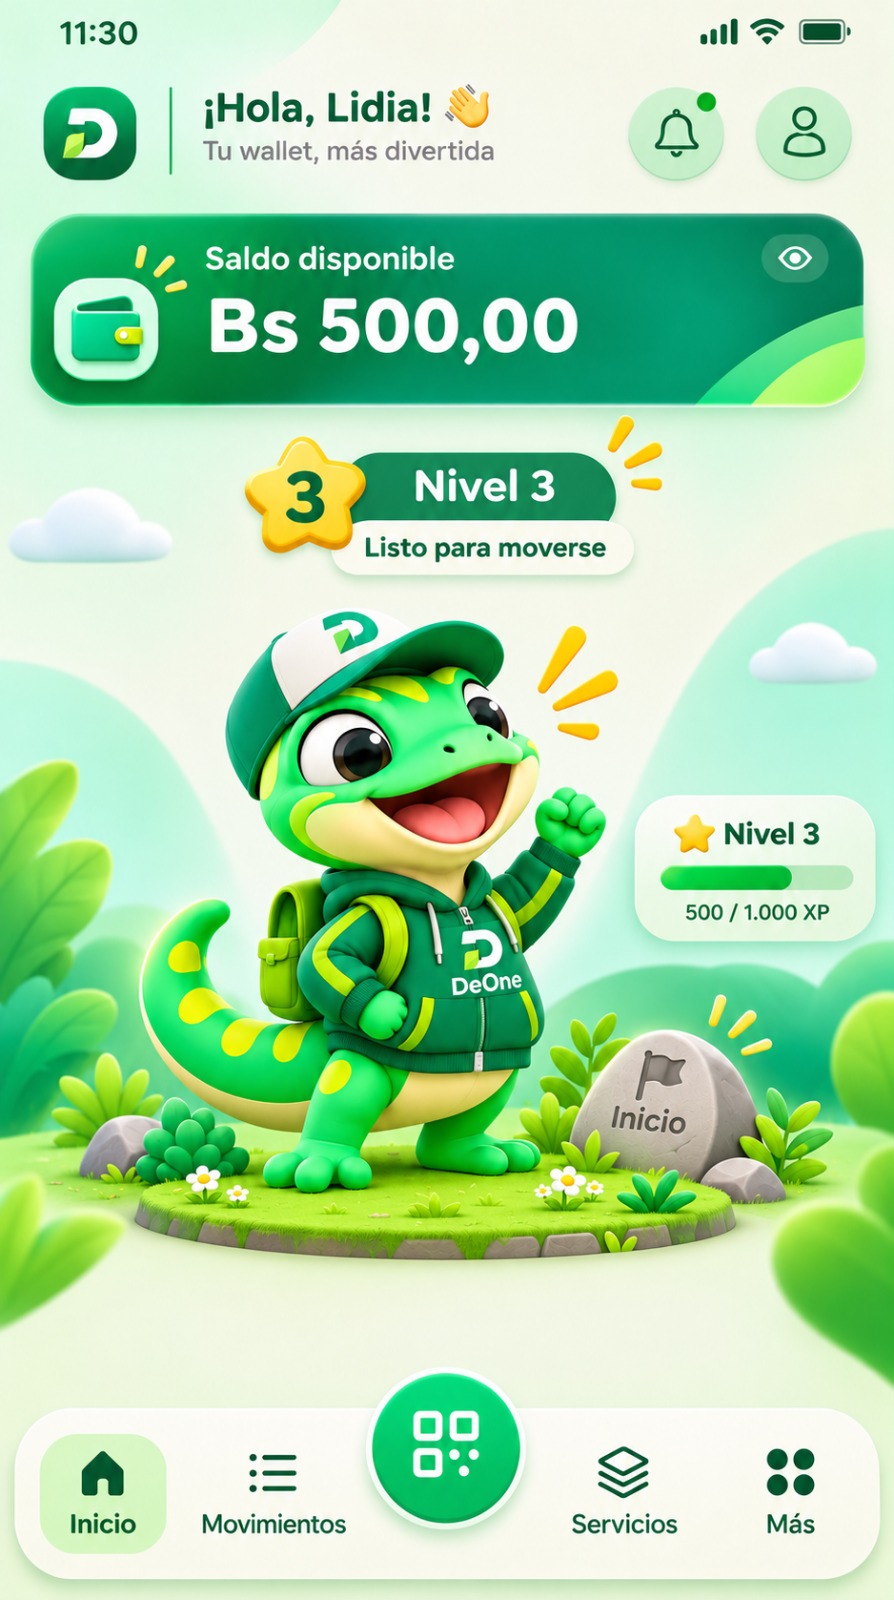 11:30
¡Hola, Lidia! 👋
Tu wallet, más divertida
Saldo disponible
Bs 500,00
3
Nivel 3
Listo para moverse
Nivel 3
500 / 1.000 XP
DeOne
Inicio
Inicio
Movimientos
Servicios
Más